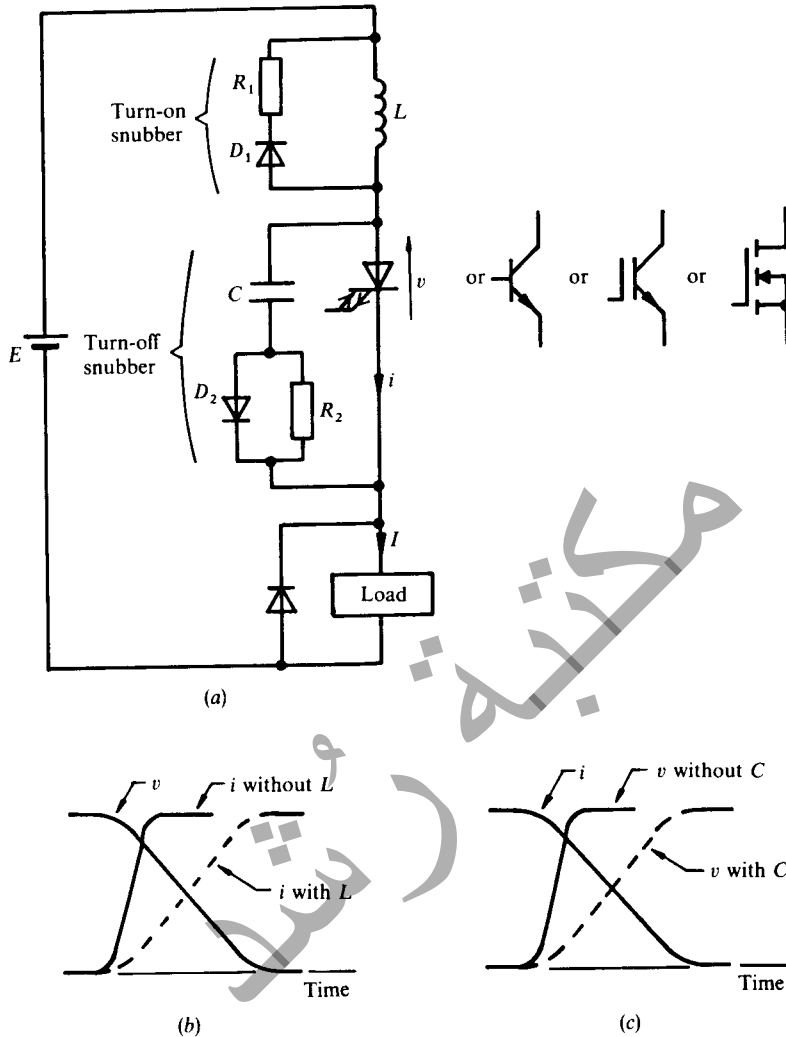 R1
Turn-on
snubber
D1
L
C
v
or
or
or
E
Turn-off
snubber
D2
R2
i
I
Load
(a)
v
i without L
i with L
Time
(b)
i
v without C
v with C
Time
(c)
مكتبة رشد